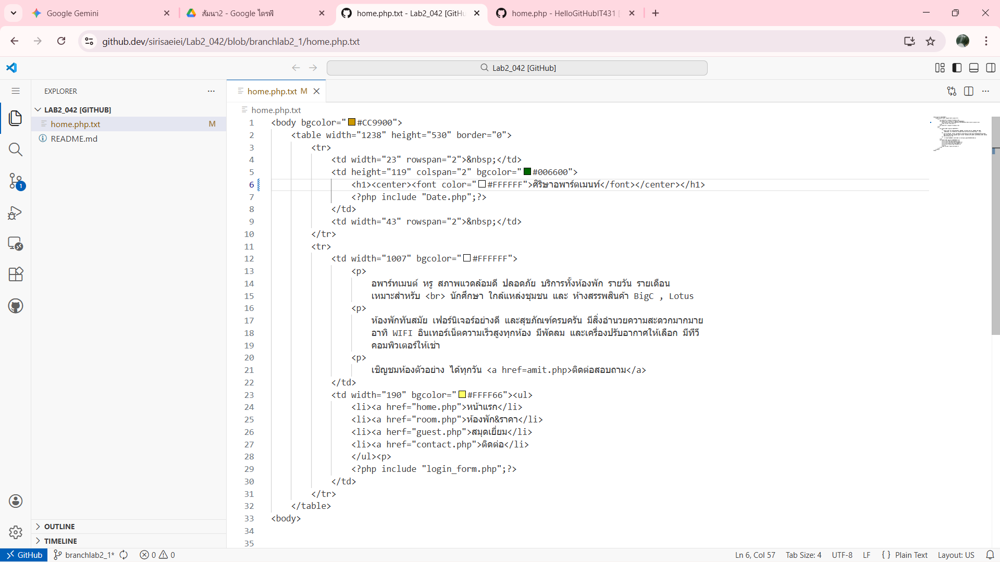 Google Gemini
สัมนา2 - Google ไดรฟ์
home.php.txt - Lab2_042 [GitHu
home.php - HelloGitHubIT431 [
github.dev/sirisaeiei/Lab2_042/blob/branchlab2_1/home.php.txt
Lab2_042 [GitHub]
EXPLORER
LAB2_042 [GITHUB]
home.php.txt M
README.md
1
OUTLINE
TIMELINE
home.php.txt M
home.php.txt
1 <body bgcolor="#CC9900">
2 <table width="1238" height="530" border="0">
3 <tr>
4 <td width="23" rowspan="2">&nbsp;</td>
5 <td height="119" colspan="2" bgcolor="#006600">
6 <h1><center><font color="#FFFFFF">ศิริษาอพาร์ตเมนท์</font></center></h1>
7 <?php include "Date.php";?>
8 </td>
9 <td width="43" rowspan="2">&nbsp;</td>
10 </tr>
11 <tr>
12 <td width="1007" bgcolor="#FFFFFF">
13 <p>
14 อพาร์ทเมนต์ หรู สภาพแวดล้อมดี ปลอดภัย บริการทั้งห้องพัก รายวัน รายเดือน
15 เหมาะสำหรับ <br> นักศึกษา ใกล้แหล่งชุมชน และ ห้างสรรพสินค้า BigC , Lotus
16 <p>
17 ห้องพักทันสมัย เฟอร์นิเจอร์อย่างดี และสุขภัณฑ์ครบครัน มีสิ่งอำนวยความสะดวกมากมาย
18 อาทิ WIFI อินเทอร์เน็ตความเร็วสูงทุกห้อง มีพัดลม และเครื่องปรับอากาศให้เลือก มีทีวี
19 คอมพิวเตอร์ให้เช่า
20 <p>
21 เชิญชมห้องตัวอย่าง ได้ทุกวัน <a href=amit.php>ติดต่อสอบถาม</a>
22 </td>
23 <td width="190" bgcolor="#FFFF66"><ul>
24 <li><a href="home.php">หน้าแรก</li>
25 <li><a href="room.php">ห้องพัก&ราคา</li>
26 <li><a herf="guest.php">สมุดเยี่ยม</li>
27 <li><a href="contact.php">ติดต่อ</li>
28 </ul><p>
29 <?php include "login_form.php";?>
30 </td>
31 </tr>
32 </table>
33 <body>
34
35
GitHub branchlab2_1* 0 0 Ln 6, Col 57 Tab Size: 4 UTF-8 LF { } Plain Text Layout: US